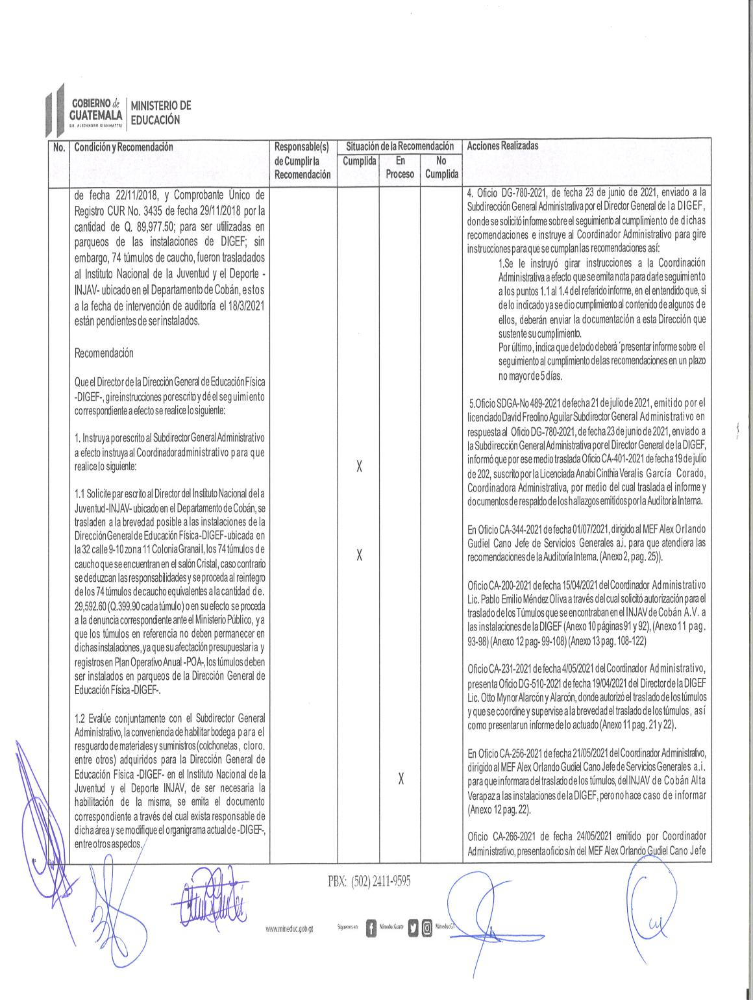 GOBIERNO de
GUATEMALA
DR. ALEJANDRO GIAMMATTEI
MINISTERIO DE
EDUCACIÓN
No.
Condición y Recomendación
Responsable(s)
de Cumplir la
Recomendación
Situación de la Recomendación
Cumplida
En
Proceso
No
Cumplida
Acciones Realizadas
de fecha 22/11/2018, y Comprobante Único de
Registro CUR No. 3435 de fecha 29/11/2018 por la
cantidad de Q. 89,977.50; para ser utilizadas en
parqueos de las instalaciones de DIGEF; sin
embargo, 74 túmulos de caucho, fueron trasladados
al Instituto Nacional de la Juventud y el Deporte -
INJAV- ubicado en el Departamento de Cobán, estos
a la fecha de intervención de auditoría el 18/3/2021
están pendientes de ser instalados.
Recomendación
Que el Director de la Dirección General de Educación Física
-DIGEF-, gire instrucciones por escrito y dé el seguimiento
correspondiente a efecto se realice lo siguiente:
1. Instruya por escrito al Subdirector General Administrativo
a efecto instruya al Coordinador administrativo para que
realice lo siguiente:
X
1.1 Solicite par escrito al Director del Instituto Nacional de la
Juventud -INJAV- ubicado en el Departamento de Cobán, se
trasladen a la brevedad posible a las instalaciones de la
Dirección General de Educación Física-DIGEF-ubicada en
la 32 calle 9-10 zona 11 Colonia Granai l, los 74 túmulos de
caucho que se encuentran en el salón Cristal, caso contrario
se deduzcan las responsabilidades y se proceda al reintegro
de los 74 túmulos de caucho equivalentes a la cantidad de.
29,592.60 (Q.399.90 cada túmulo) o en su efecto se proceda
a la denuncia correspondiente ante el Ministerio Público, ya
que los túmulos en referencia no deben permanecer en
dichas instalaciones, ya que su afectación presupuestaria y
registros en Plan Operativo Anual -POA-, los túmulos deben
ser instalados en parqueos de la Dirección General de
Educación Física -DIGEF-.
X
1.2 Evalúe conjuntamente con el Subdirector General
Administrativo, la conveniencia de habilitar bodega para el
resguardo de materiales y suministros (colchonetas, cloro.
entre otros) adquiridos para la Dirección General de
Educación Física -DIGEF- en el Instituto Nacional de la
Juventud y el Deporte INJAV, de ser necesaria la
habilitación de la misma, se emita el documento
correspondiente a través del cual exista responsable de
dicha área y se modifique el organigrama actual de -DIGEF-,
entre otros aspectos.
X
4. Oficio DG-780-2021, de fecha 23 de junio de 2021, enviado a la
Subdirección General Administrativa por el Director General de la DIGEF,
donde se solicitó informe sobre el seguimiento al cumplimiento de dichas
recomendaciones e instruye al Coordinador Administrativo para gire
instrucciones para que se cumplan las recomendaciones así:
1.Se le instruyó girar instrucciones a la Coordinación
Administrativa a efecto que se emita nota para darle seguimiento
a los puntos 1.1 al 1.4 del referido informe, en el entendido que, si
de lo indicado ya se dio cumplimiento al contenido de algunos de
ellos, deberán enviar la documentación a esta Dirección que
sustente su cumplimiento.
Por último, indica que de todo deberá ´presentar informe sobre el
seguimiento al cumplimiento de las recomendaciones en un plazo
no mayor de 5 días.
5.Oficio SDGA-No 489-2021 de fecha 21 de julio de 2021, emitido por el
licenciado David Freolino Aguilar Subdirector General Administrativo en
respuesta al Oficio DG-780-2021, de fecha 23 de junio de 2021, enviado a
la Subdirección General Administrativa por el Director General de la DIGEF,
informó que por ese medio traslada Oficio CA-401-2021 de fecha 19 de julio
de 202, suscrito por la Licenciada Anabí Cinthia Veralis García Corado,
Coordinadora Administrativa, por medio del cual traslada el informe y
documentos de respaldo de los hallazgos emitidos por la Auditoría Interna.
En Oficio CA-344-2021 de fecha 01/07/2021, dirigido al MEF Alex Orlando
Gudiel Cano Jefe de Servicios Generales a.i. para que atendiera las
recomendaciones de la Auditoría Interna. (Anexo 2, pag. 25)).
Oficio CA-200-2021 de fecha 15/04/2021 del Coordinador Administrativo
Lic. Pablo Emilio Méndez Oliva a través del cual solicitó autorización para el
traslado de los Túmulos que se encontraban en el INJAV de Cobán A.V. a
las instalaciones de la DIGEF (Anexo 10 páginas 91 y 92), (Anexo 11 pag.
93-98) (Anexo 12 pag- 99-108) (Anexo 13 pag. 108-122)
Oficio CA-231-2021 de fecha 4/05/2021 del Coordinador Administrativo,
presenta Oficio DG-510-2021 de fecha 19/04/2021 del Director de la DIGEF
Lic. Otto Mynor Alarcón y Alarcón, donde autorizó el traslado de los túmulos
y que se coordine y supervise a la brevedad el traslado de los túmulos, así
como presentar un informe de lo actuado (Anexo 11 pag. 21 y 22).
En Oficio CA-256-2021 de fecha 21/05/2021 del Coordinador Administrativo,
dirigido al MEF Alex Orlando Gudiel Cano Jefe de Servicios Generales a.i.
para que informara del traslado de los túmulos, del INJAV de Cobán Alta
Verapaz a las instalaciones de la DIGEF, pero no hace caso de informar
(Anexo 12 pag. 22).
Oficio CA-266-2021 de fecha 24/05/2021 emitido por Coordinador
Administrativo, presenta oficio s/n del MEF Alex Orlando Gudiel Cano Jefe
PBX: (502) 2411-9595
www.mineduc.gob.gt
Síguenos en:
MineducGuate
MineducGT